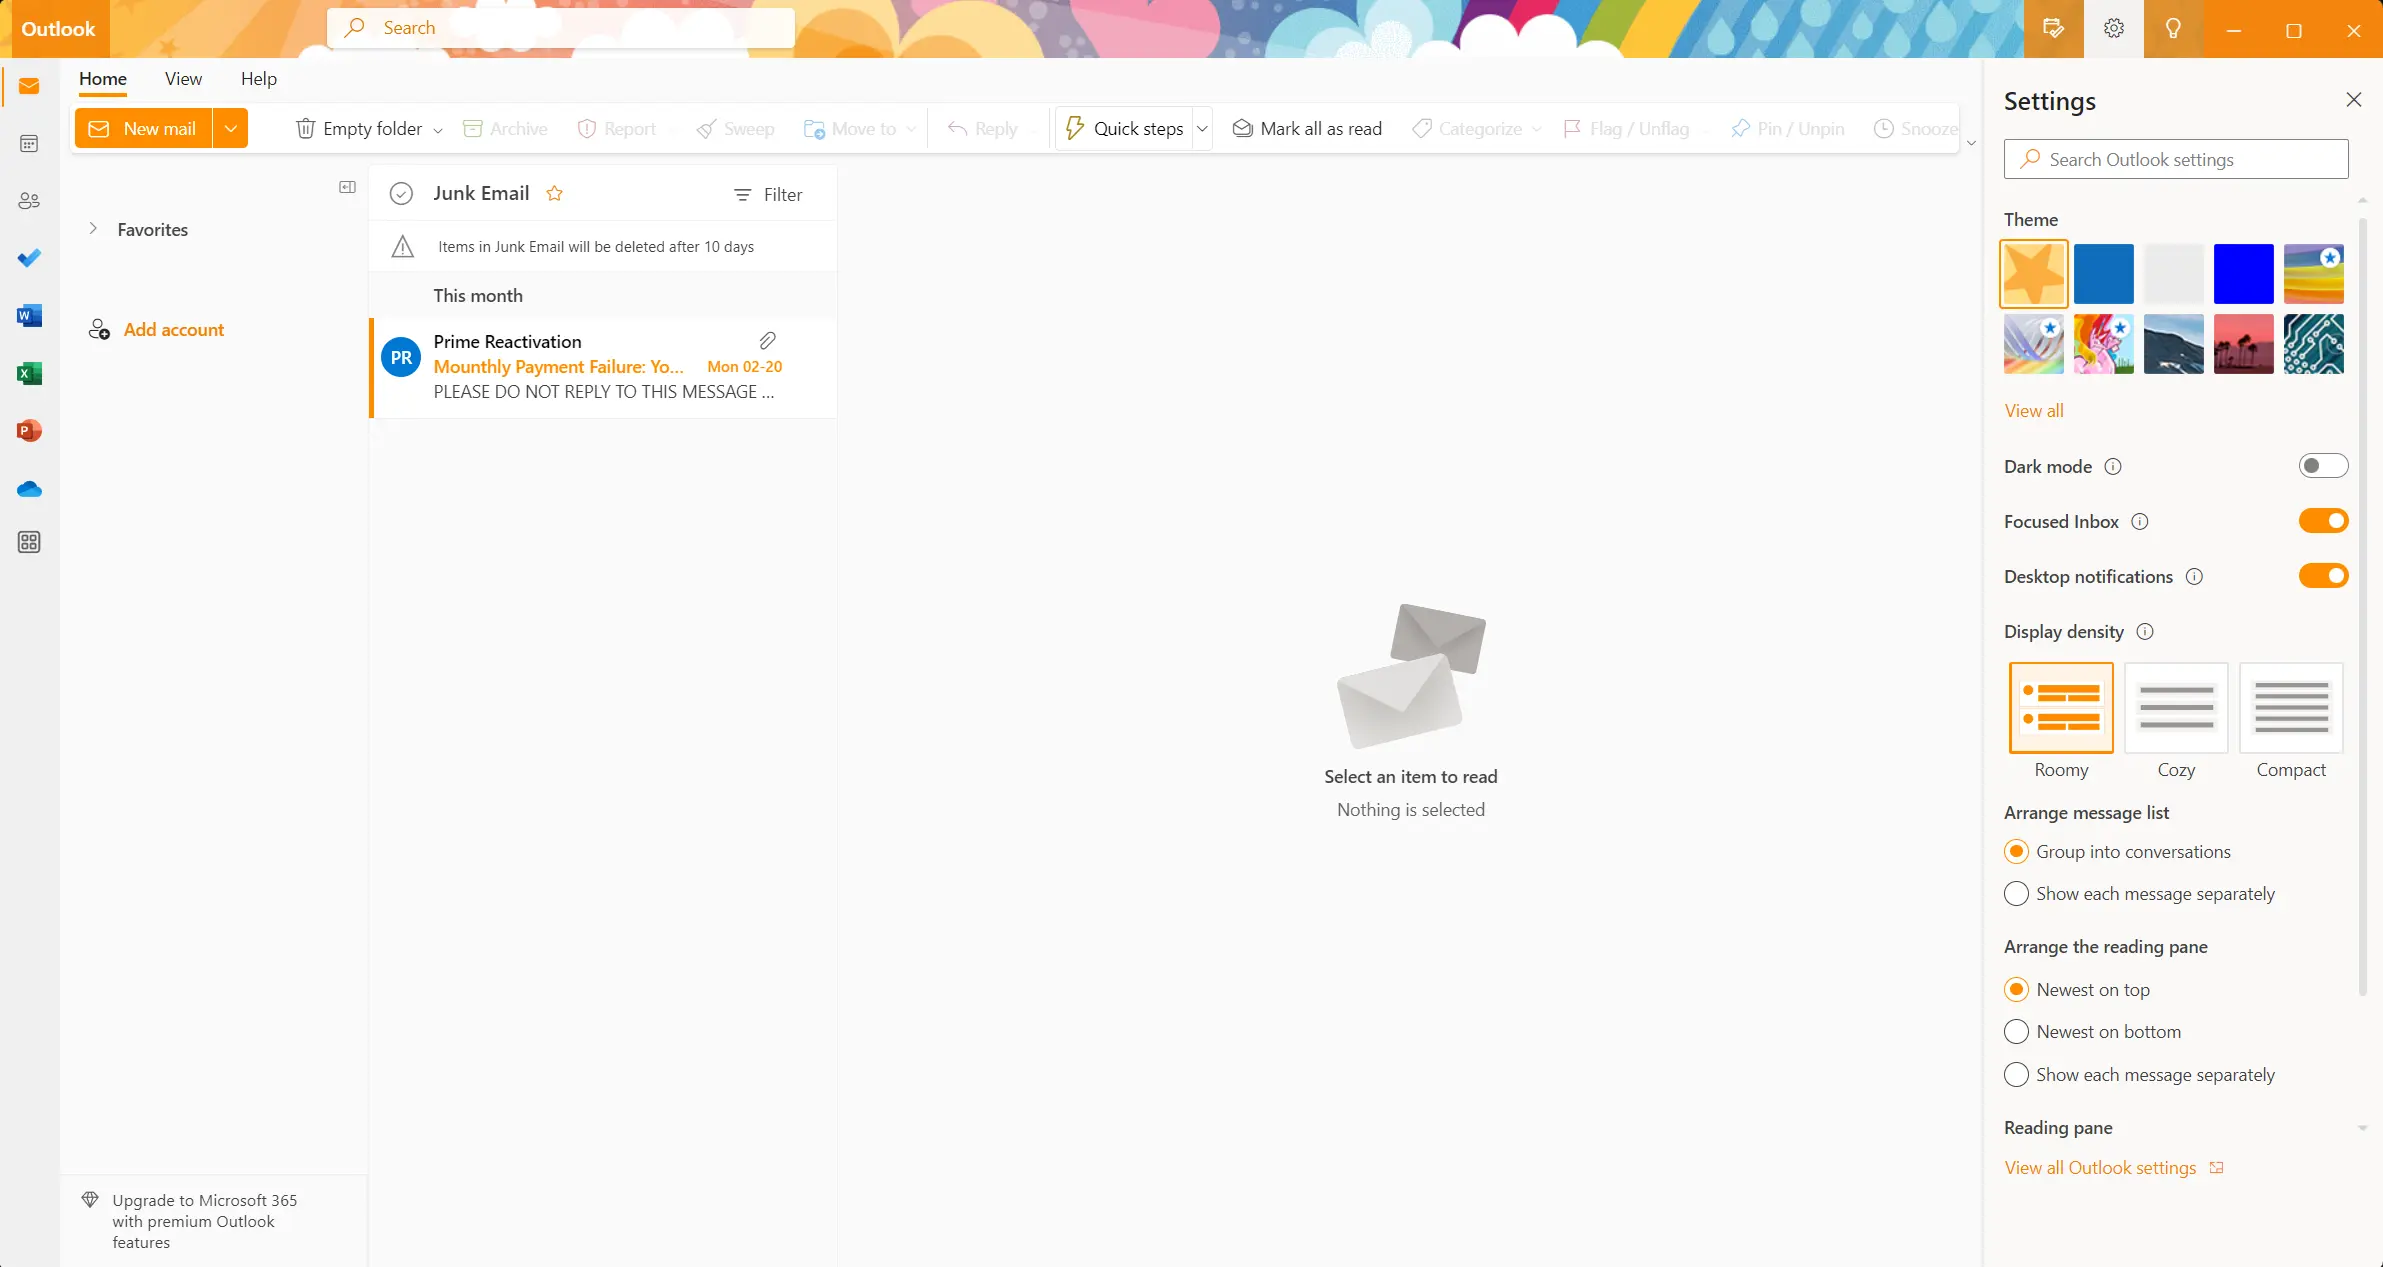 Outlook
Search
Home View Help
New mail Empty folder Archive Report Sweep Move to Reply Quick steps Mark all as read Categorize Flag / Unflag Pin / Unpin Snooze
Favorites
Add account
Upgrade to Microsoft 365
with premium Outlook
features
Junk Email Filter
Items in Junk Email will be deleted after 10 days
This month
PR
Prime Reactivation
Mounthly Payment Failure: Yo... Mon 02-20
PLEASE DO NOT REPLY TO THIS MESSAGE ...
Select an item to read
Nothing is selected
Settings
Search Outlook settings
Theme
View all
Dark mode
Focused Inbox
Desktop notifications
Display density
Roomy Cozy Compact
Arrange message list
Group into conversations
Show each message separately
Arrange the reading pane
Newest on top
Newest on bottom
Show each message separately
Reading pane
View all Outlook settings